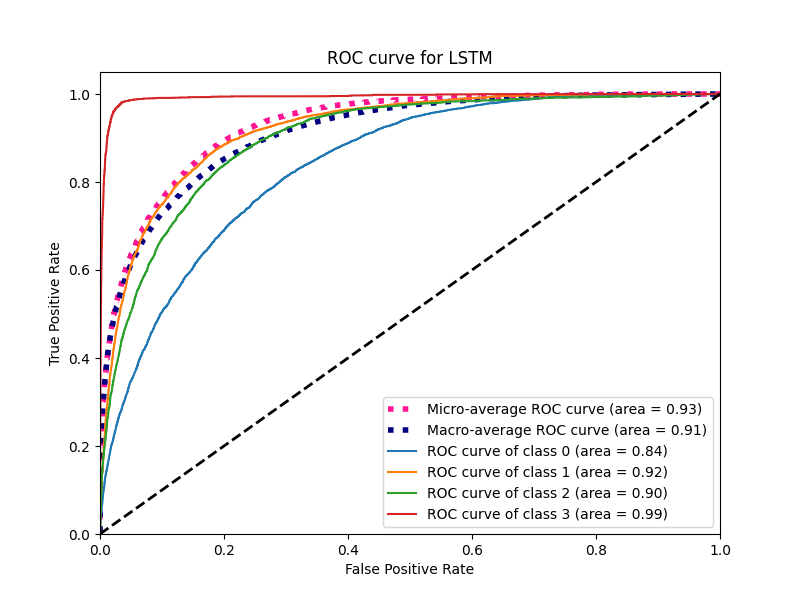 ROC curve for LSTM
True Positive Rate
1.0
0.8
0.6
0.4
0.2
0.0
Micro-average ROC curve (area = 0.93)
Macro-average ROC curve (area = 0.91)
ROC curve of class 0 (area = 0.84)
ROC curve of class 1 (area = 0.92)
ROC curve of class 2 (area = 0.90)
ROC curve of class 3 (area = 0.99)
0.0 0.2 0.4 0.6 0.8 1.0
False Positive Rate